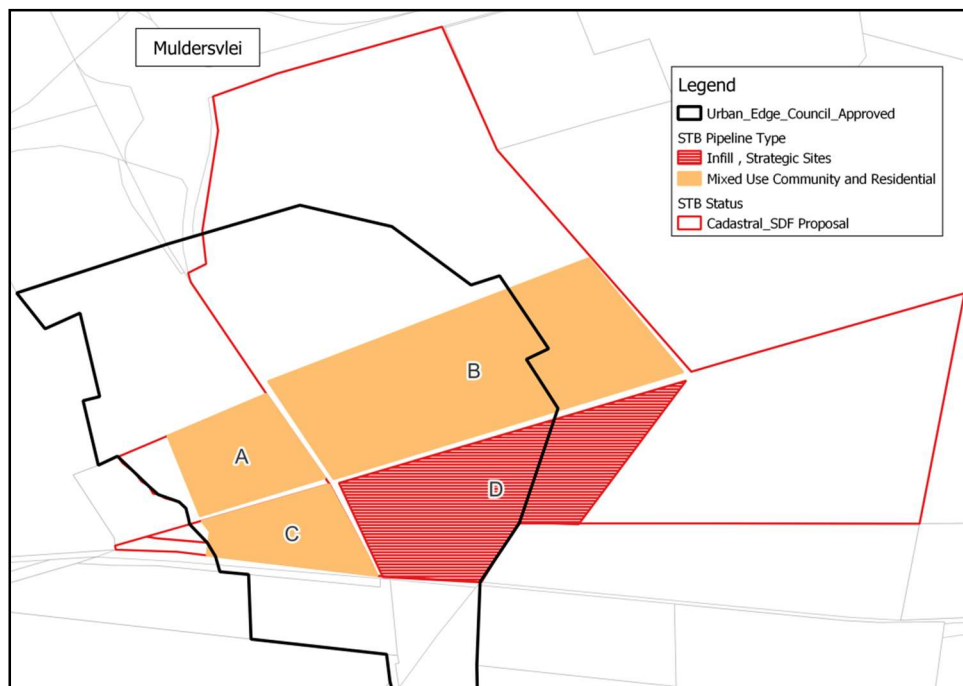 Muldersvlei
Legend
Urban_Edge_Council_Approved
STB Pipeline Type
Infill , Strategic Sites
Mixed Use Community and Residential
STB Status
Cadastral_SDF Proposal
B
A
D
C